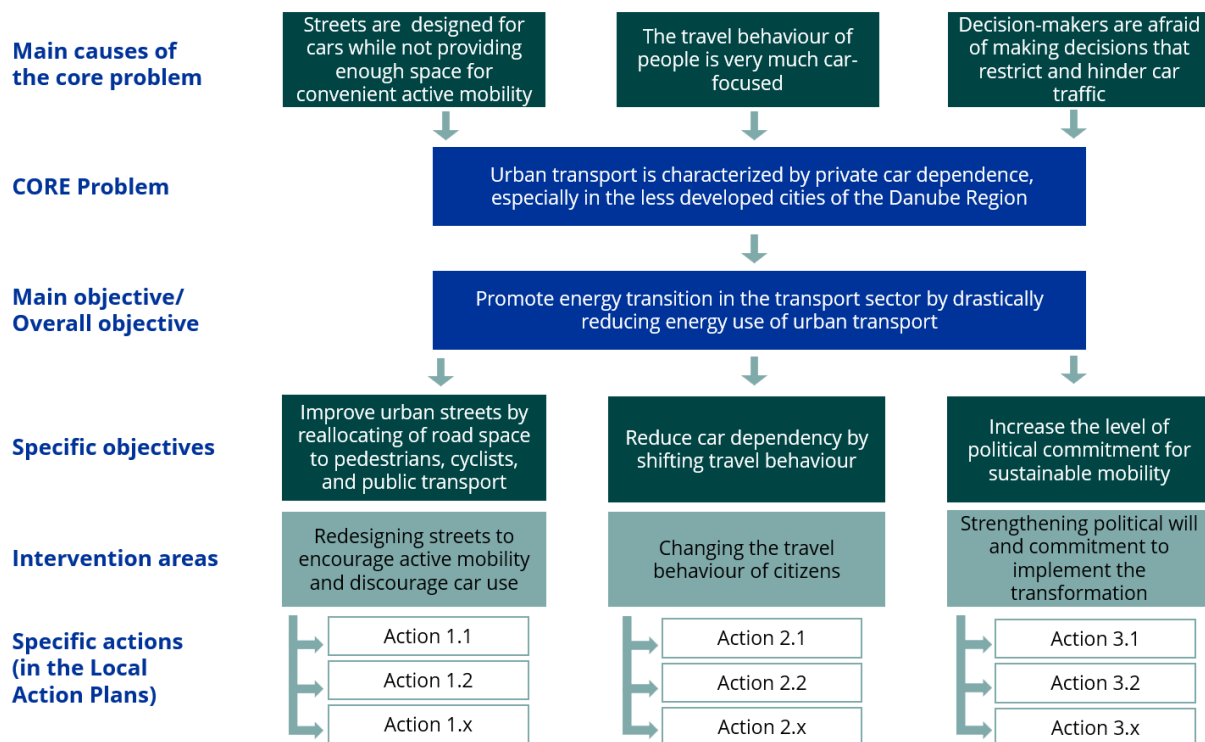 Main causes of
the core problem
Streets are designed for
cars while not providing
enough space for
convenient active mobility
The travel behaviour of
people is very much car-
focused
Decision-makers are afraid
of making decisions that
restrict and hinder car
traffic
CORE Problem
Urban transport is characterized by private car dependence,
especially in the less developed cities of the Danube Region
Main objective/
Overall objective
Promote energy transition in the transport sector by drastically
reducing energy use of urban transport
Specific objectives
Improve urban streets by
reallocating of road space
to pedestrians, cyclists,
and public transport
Reduce car dependency by
shifting travel behaviour
Increase the level of
political commitment for
sustainable mobility
Intervention areas
Redesigning streets to
encourage active mobility
and discourage car use
Changing the travel
behaviour of citizens
Strengthening political will
and commitment to
implement the
transformation
Specific actions
(in the Local
Action Plans)
Action 1.1
Action 1.2
Action 1.x
Action 2.1
Action 2.2
Action 2.x
Action 3.1
Action 3.2
Action 3.x